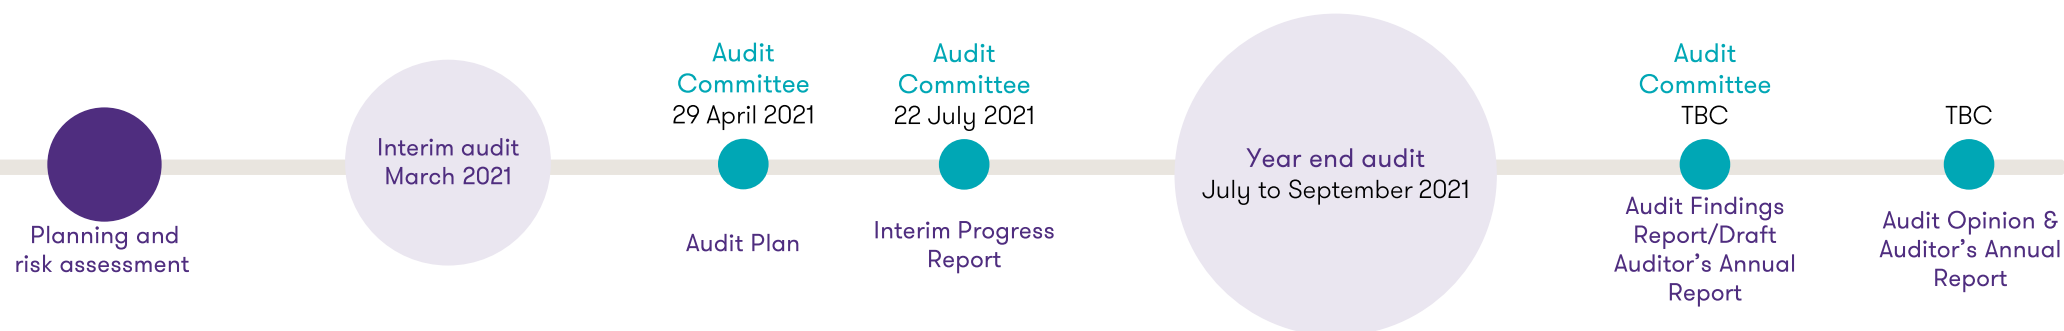 Planning and
risk assessment
Interim audit
March 2021
Audit
Committee
29 April 2021
Audit Plan
Audit
Committee
22 July 2021
Interim Progress
Report
Year end audit
July to September 2021
Audit
Committee
TBC
Audit Findings
Report/Draft
Auditor’s Annual
Report
TBC
Audit Opinion &
Auditor’s Annual
Report